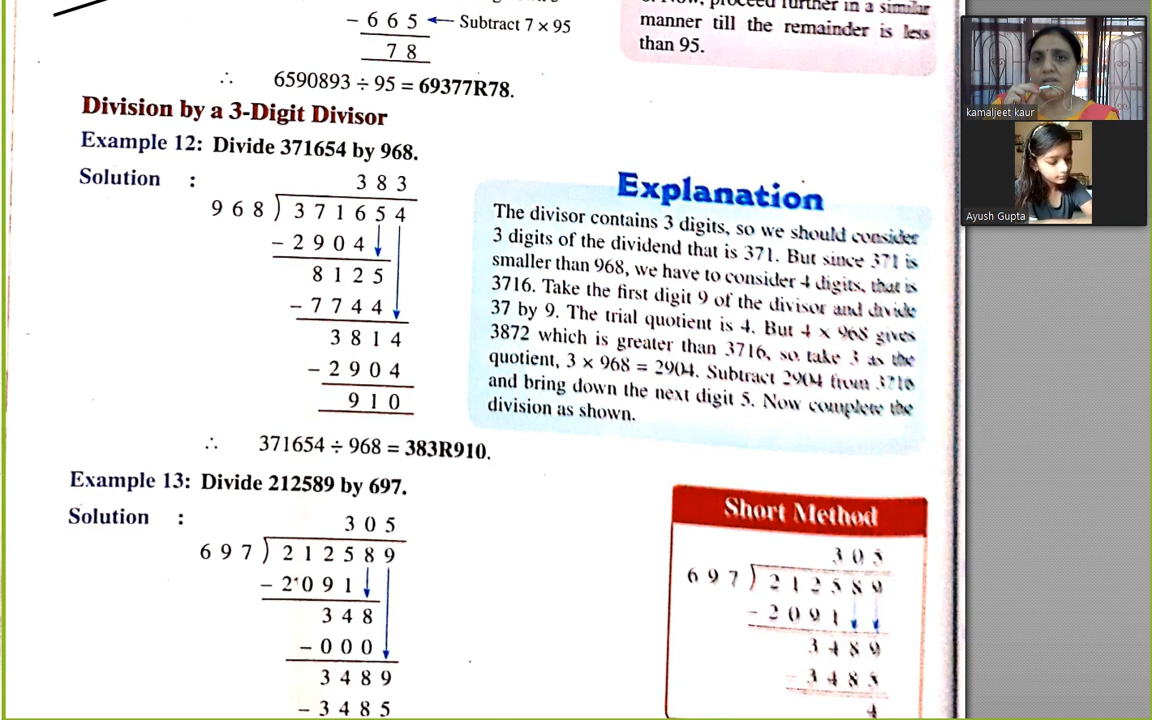 − 6 6 5 ← Subtract 7 × 95
7 8
∴ 6590893 ÷ 95 = 69377R78.
proceed further in a similar
manner till the remainder is less
than 95.
Division by a 3-Digit Divisor
Example 12: Divide 371654 by 968.
Solution :
3 8 3
9 6 8 ) 3 7 1 6 5 4
− 2 9 0 4
8 1 2 5
− 7 7 4 4
3 8 1 4
− 2 9 0 4
9 1 0
∴ 371654 ÷ 968 = 383R910.
Explanation
The divisor contains 3 digits, so we should consider
3 digits of the dividend that is 371. But since 371 is
smaller than 968, we have to consider 4 digits, that is
3716. Take the first digit 9 of the divisor and divide
37 by 9. The trial quotient is 4. But 4 × 968 gives
3872 which is greater than 3716, so take 3 as the
quotient, 3 × 968 = 2904. Subtract 2904 from 3716
and bring down the next digit 5. Now complete the
division as shown.
Example 13: Divide 212589 by 697.
Solution :
3 0 5
6 9 7 ) 2 1 2 5 8 9
− 2 0 9 1
3 4 8
− 0 0 0
3 4 8 9
− 3 4 8 5
Short Method
3 0 5
6 9 7 ) 2 1 2 5 8 9
− 2 0 9 1
3 4 8 9
− 3 4 8 5
4
kamaljeet kaur
Ayush Gupta